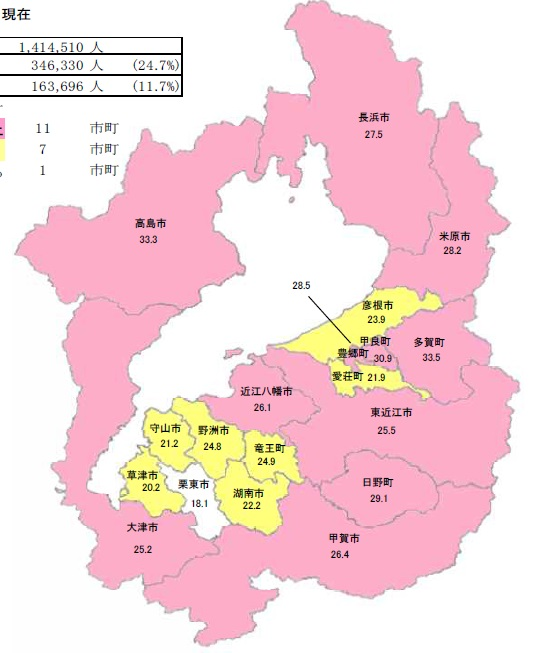 現在
1,414,510 人
346,330 人 (24.7%)
163,696 人 (11.7%)
11 市町
7 市町
1 市町
長浜市
27.5
高島市
33.3
米原市
28.2
28.5
彦根市
23.9
甲良町
30.9
豊郷町
多賀町
33.5
愛荘町 21.9
近江八幡市
26.1
東近江市
25.5
守山市
21.2
野洲市
24.8
竜王町
24.9
草津市
20.2
栗東市
18.1
湖南市
22.2
日野町
29.1
大津市
25.2
甲賀市
26.4